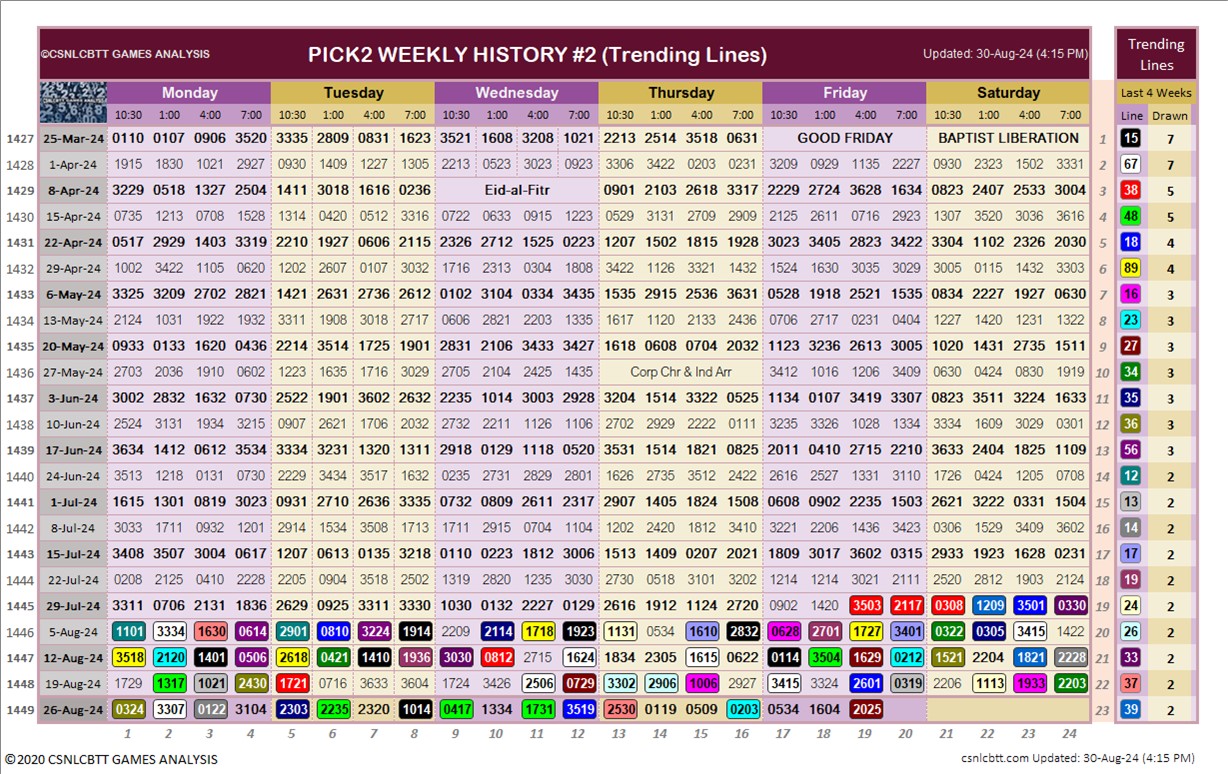 ©CSNLCBTT GAMES ANALYSIS PICK2 WEEKLY HISTORY #2 (Trending Lines) Updated: 30-Aug-24 (4:15 PM) Trending Lines
Monday Tuesday Wednesday Thursday Friday Saturday Last 4 Weeks
10:30 1:00 4:00 7:00 10:30 1:00 4:00 7:00 10:30 1:00 4:00 7:00 10:30 1:00 4:00 7:00 10:30 1:00 4:00 7:00 10:30 1:00 4:00 7:00 Line Drawn
1427 25-Mar-24 0110 0107 0906 3520 3335 2809 0831 1623 3521 1608 3208 1021 2213 2514 3518 0631 GOOD FRIDAY BAPTIST LIBERATION 1 15 7
1428 1-Apr-24 1915 1830 1021 2927 0930 1409 1227 1305 2213 0523 3023 0923 3306 3422 0203 0231 3209 0929 1135 2227 0930 2323 1502 3331 2 67 7
1429 8-Apr-24 3229 0518 1327 2504 1411 3018 1616 0236 Eid-al-Fitr 0901 2103 2618 3317 2229 2724 3628 1634 0823 2407 2533 3004 3 38 5
1430 15-Apr-24 0735 1213 0708 1528 1314 0420 0512 3316 0722 0633 0915 1223 0529 3131 2709 2909 2125 2611 0716 2923 1307 3520 3036 3616 4 48 5
1431 22-Apr-24 0517 2929 1403 3319 2210 1927 0606 2115 2326 2712 1525 0223 1207 1502 1815 1928 3023 3405 2823 3422 3304 1102 2326 2030 5 18 4
1432 29-Apr-24 1002 3422 1105 0620 1202 2607 0107 3032 1716 2313 0304 1808 3422 1126 3321 1432 1524 1630 3035 3029 3005 0115 1432 3303 6 89 4
1433 6-May-24 3325 3209 2702 2821 1421 2631 2736 2612 0102 3104 0334 3435 1535 2915 2536 3631 0528 1918 2521 1535 0834 2227 1927 0630 7 16 3
1434 13-May-24 2124 1031 1922 1932 3311 1908 3018 2717 0606 2821 2203 1335 1617 1120 2133 2436 0706 2717 0231 0404 1227 1420 1231 1322 8 23 3
1435 20-May-24 0933 0133 1620 0436 2214 3514 1725 1901 2831 2106 3433 3427 1618 0608 0704 2032 1123 3236 2613 3005 1020 1431 2735 1511 9 27 3
1436 27-May-24 2703 2036 1910 0602 1223 1635 1716 3029 2705 2104 2425 1435 Corp Chr & Ind Arr 3412 1016 1206 3409 0630 0424 0830 1919 10 34 3
1437 3-Jun-24 3002 2832 1632 0730 2522 1901 3602 2632 2235 1014 3003 2928 3204 1514 3322 0525 1134 0107 3419 3307 0823 3511 3224 1633 11 35 3
1438 10-Jun-24 2524 3131 1934 3215 0907 2621 1706 2032 2732 2211 1126 1106 2702 2929 2222 0111 3235 3326 1028 1334 3334 1609 3029 0301 12 36 3
1439 17-Jun-24 3634 1412 0612 3534 3334 3231 1320 1311 2918 0129 1118 0520 3531 1514 1821 0825 2011 0410 2715 2210 3633 2404 1825 1109 13 56 3
1440 24-Jun-24 3513 1218 0131 0730 2229 3434 3517 1633 0235 2731 2829 2801 1626 2735 3512 2422 2616 2527 1331 3110 1726 0424 1205 0708 14 12 2
1441 1-Jul-24 1615 1301 0819 3023 0931 2710 2636 3335 0732 0809 2611 2317 2907 1405 1824 1508 0608 0902 2235 1503 2621 3222 0331 1504 15 13 2
1442 8-Jul-24 3033 1711 0932 1201 2914 1534 3508 1713 1711 2915 0704 1104 1202 2420 1812 3410 3221 2206 1436 3423 0306 1529 3409 3602 16 14 2
1443 15-Jul-24 3408 3507 3004 0617 1207 0613 0135 3218 0110 0223 1812 3006 1513 1409 0207 2021 1809 3017 3602 0315 2933 1923 1628 0231 17 17 2
1444 22-Jul-24 0208 2125 0410 2228 2205 0904 3518 2502 1319 2820 1235 3030 2730 0518 3101 3202 1214 1214 3021 2111 2520 2812 1903 2124 18 19 2
1445 29-Jul-24 3311 0706 2131 1836 2629 0925 3311 3330 1030 0132 2227 0129 2616 1912 1124 2720 0902 1420 3503 2117 0308 1209 3501 0330 19 24 2
1446 5-Aug-24 1101 3334 1630 0614 2901 0810 3224 1914 2209 2114 1718 1923 1131 0534 1610 2832 0628 2701 1727 3401 0322 0305 3415 1422 20 26 2
1447 12-Aug-24 3518 2120 1401 0506 2618 0421 1410 1936 3030 0812 2715 1624 1834 2305 1615 0622 0114 3504 1629 0212 1521 2204 1821 2228 21 33 2
1448 19-Aug-24 1729 1317 1021 2430 1721 0716 3633 3604 1724 3426 2506 0729 3302 2906 1006 2927 3415 3324 2601 0319 2206 1113 1933 2203 22 37 2
1449 26-Aug-24 0324 3307 0122 3104 2303 2235 2320 1014 0417 1334 1731 3519 2530 0119 0509 0203 0534 1604 2025 23 39 2
1 2 3 4 5 6 7 8 9 10 11 12 13 14 15 16 17 18 19 20 21 22 23 24
©2020 CSNLCBTT GAMES ANALYSIS csnlcbtt.com Updated: 30-Aug-24 (4:15 PM)